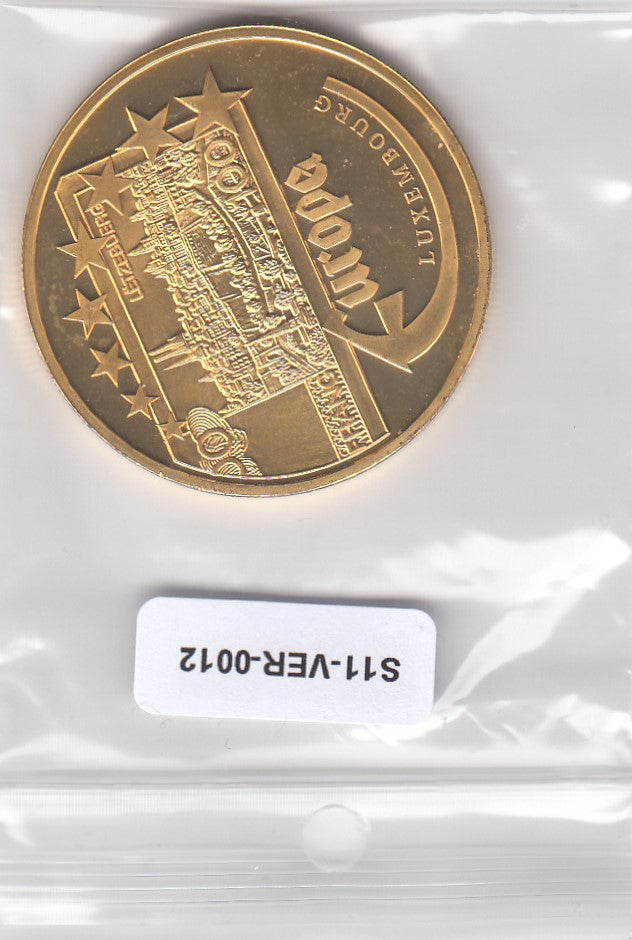 LUXEMBOURG
Europa
LETZEBUERG
S11-VER-0012